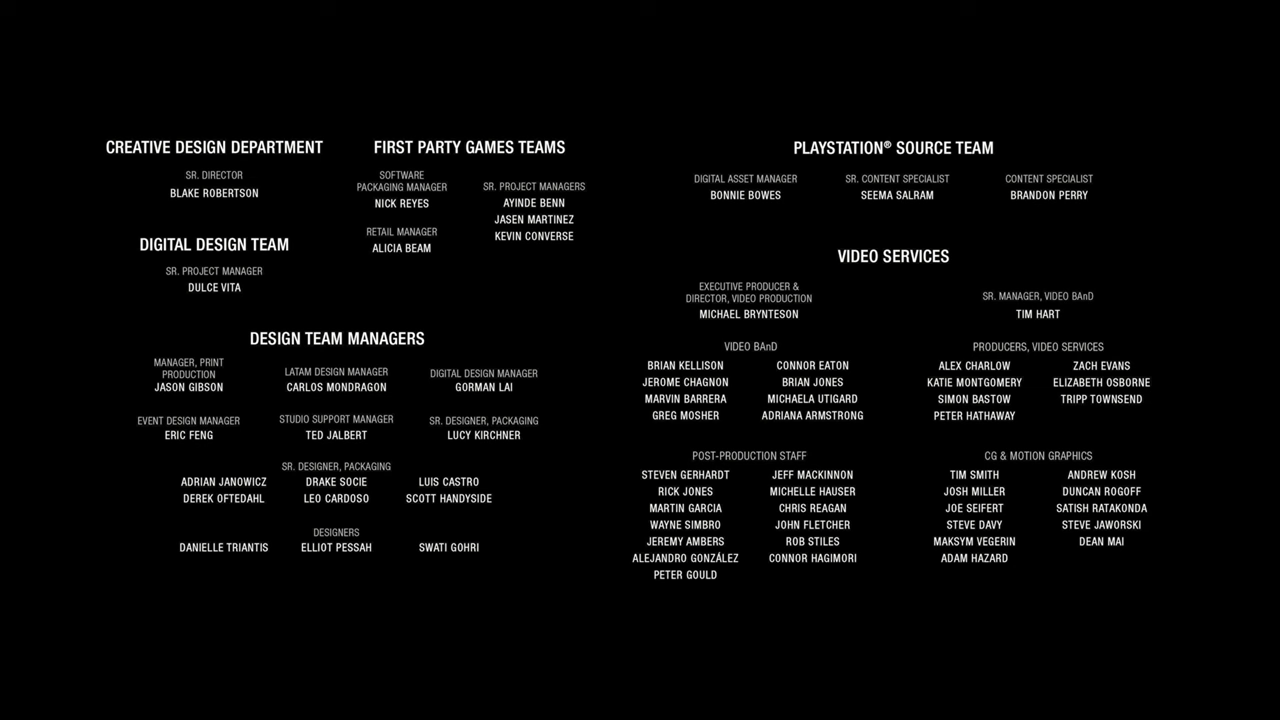 CREATIVE DESIGN DEPARTMENT
SR. DIRECTOR
BLAKE ROBERTSON
DIGITAL DESIGN TEAM
SR. PROJECT MANAGER
DULCE VITA
FIRST PARTY GAMES TEAMS
SOFTWARE
PACKAGING MANAGER
NICK REYES
RETAIL MANAGER
ALICIA BEAM
SR. PROJECT MANAGERS
AYINDE BENN
JASEN MARTINEZ
KEVIN CONVERSE
DESIGN TEAM MANAGERS
MANAGER, PRINT
PRODUCTION
JASON GIBSON
LATAM DESIGN MANAGER
CARLOS MONDRAGON
DIGITAL DESIGN MANAGER
GORMAN LAI
EVENT DESIGN MANAGER
ERIC FENG
STUDIO SUPPORT MANAGER
TED JALBERT
SR. DESIGNER, PACKAGING
LUCY KIRCHNER
SR. DESIGNER, PACKAGING
ADRIAN JANOWICZ DRAKE SOCIE LUIS CASTRO
DEREK OFTEDAHL LEO CARDOSO SCOTT HANDYSIDE
DESIGNERS
DANIELLE TRIANTIS ELLIOT PESSAH SWATI GOHRI
PLAYSTATION® SOURCE TEAM
DIGITAL ASSET MANAGER
BONNIE BOWES
SR. CONTENT SPECIALIST
SEEMA SALRAM
CONTENT SPECIALIST
BRANDON PERRY
VIDEO SERVICES
EXECUTIVE PRODUCER &
DIRECTOR, VIDEO PRODUCTION
MICHAEL BRYNTESON
SR. MANAGER, VIDEO BAnD
TIM HART
VIDEO BAnD
BRIAN KELLISON CONNOR EATON
JEROME CHAGNON BRIAN JONES
MARVIN BARRERA MICHAELA UTIGARD
GREG MOSHER ADRIANA ARMSTRONG
PRODUCERS, VIDEO SERVICES
ALEX CHARLOW ZACH EVANS
KATIE MONTGOMERY ELIZABETH OSBORNE
SIMON BASTOW TRIPP TOWNSEND
PETER HATHAWAY
POST-PRODUCTION STAFF
STEVEN GERHARDT JEFF MACKINNON
RICK JONES MICHELLE HAUSER
MARTIN GARCIA CHRIS REAGAN
WAYNE SIMBRO JOHN FLETCHER
JEREMY AMBERS ROB STILES
ALEJANDRO GONZÁLEZ CONNOR HAGIMORI
PETER GOULD
CG & MOTION GRAPHICS
TIM SMITH ANDREW KOSH
JOSH MILLER DUNCAN ROGOFF
JOE SEIFERT SATISH RATAKONDA
STEVE DAVY STEVE JAWORSKI
MAKSYM VEGERIN DEAN MAI
ADAM HAZARD